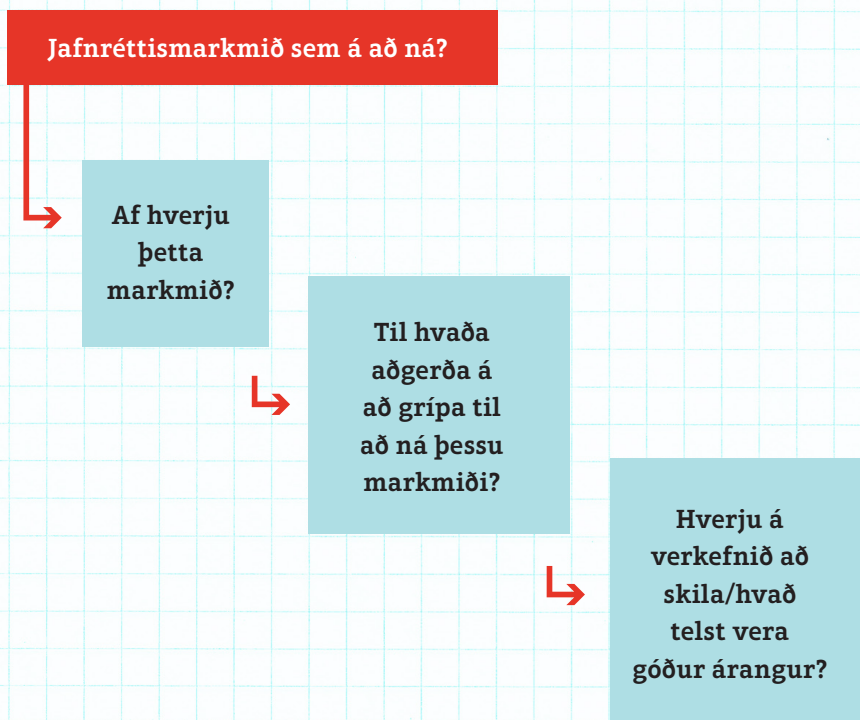 Jafnréttismarkmið sem á að ná?
Af hverju
þetta
markmið?
Til hvaða
aðgerða á
að grípa til
að ná þessu
markmiði?
Hverju á
verkefnið að
skila/hvað
telst vera
góður árangur?